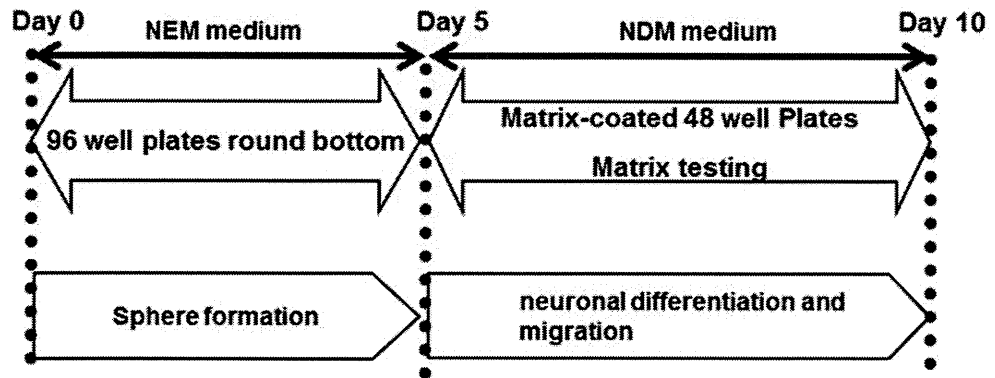 Day 0
NEM medium
Day 5
NDM medium
Day 10
96 well plates round bottom
Matrix-coated 48 well Plates
Matrix testing
Sphere formation
neuronal differentiation and
migration